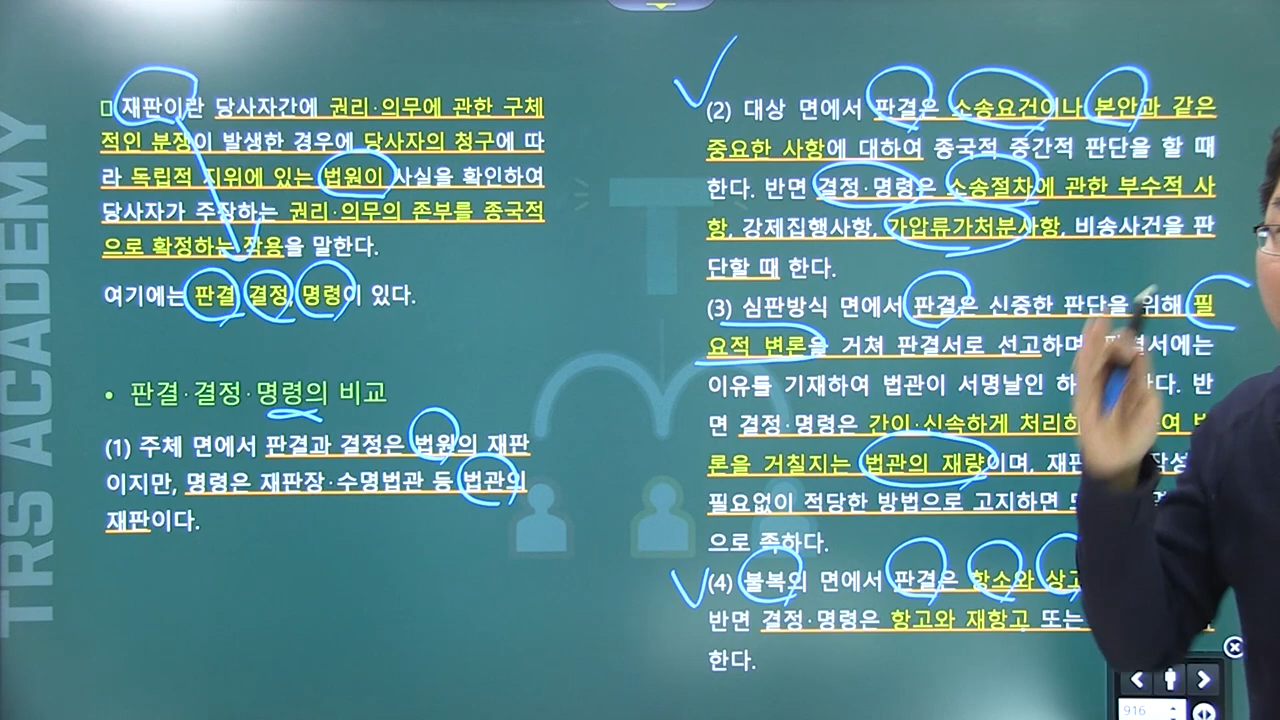 TRS ACADEMY
□ 재판이란 당사자간에 권리·의무에 관한 구체
적인 분쟁이 발생한 경우에 당사자의 청구에 따
라 독립적 지위에 있는 법원이 사실을 확인하여
당사자가 주장하는 권리·의무의 존부를 종국적
으로 확정하는 작용을 말한다.
여기에는 판결, 결정, 명령이 있다.
• 판결·결정·명령의 비교
(1) 주체 면에서 판결과 결정은 법원의 재판
이지만, 명령은 재판장·수명법관 등 법관의
재판이다.
(2) 대상 면에서 판결은 소송요건이나 본안과 같은
중요한 사항에 대하여 종국적 중간적 판단을 할 때
한다. 반면 결정·명령은 소송절차에 관한 부수적 사
항, 강제집행사항, 가압류가처분사항, 비송사건을 판
단할 때 한다.
(3) 심판방식 면에서 판결은 신중한 판단을 위해 필
요적 변론을 거쳐 판결서로 선고하며, 판결서에는
이유를 기재하여 법관이 서명날인 다. 반
면 결정·명령은 간이·신속하게 처리
론을 거칠지는 법관의 재량이며, 작성
필요없이 적당한 방법으로 고지하면
으로 족하다.
(4) 불복의 면에서 판결은 항소와 상고
반면 결정·명령은 항고와 재항고 또는
한다.
916